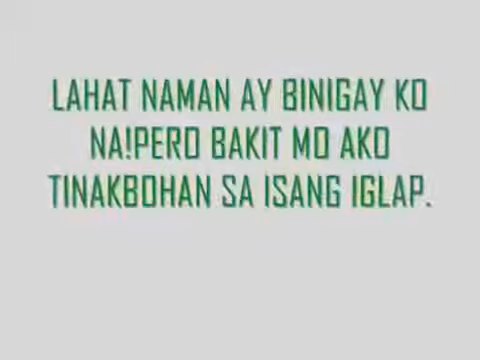 LAHAT NAMAN AY BINIGAY KO
NA!PERO BAKIT MO AKO
TINAKBOHAN SA ISANG IGLAP.